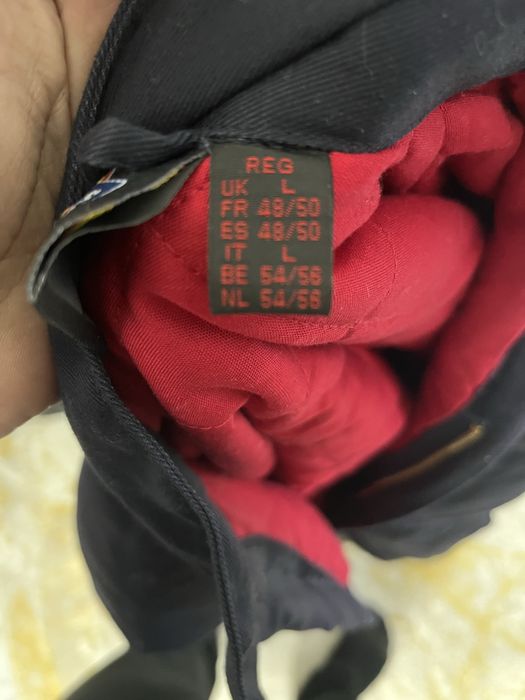 REG
UK L
FR 48/50
ES 48/50
IT L
BE 54/56
NL 54/56